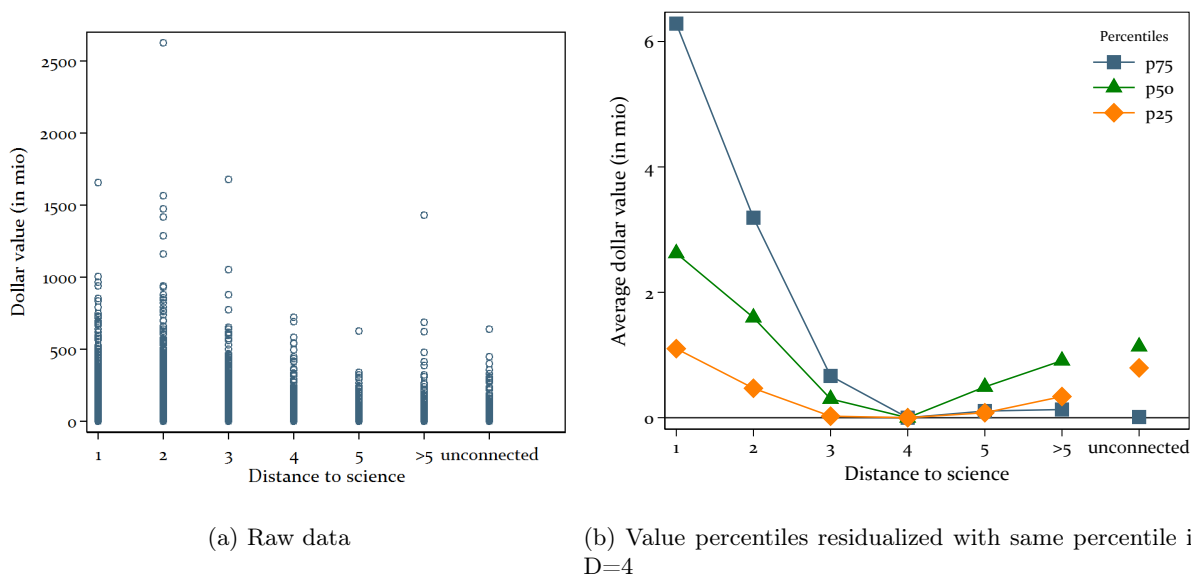 Dollar value (in mio)
2500
2000
1500
1000
500
0
1 2 3 4 5 >5 unconnected
Distance to science
(a) Raw data
Average dollar value (in mio)
6
4
2
0
Percentiles
p75
p50
p25
1 2 3 4 5 >5 unconnected
Distance to science
(b) Value percentiles residualized with same percentile i
D=4